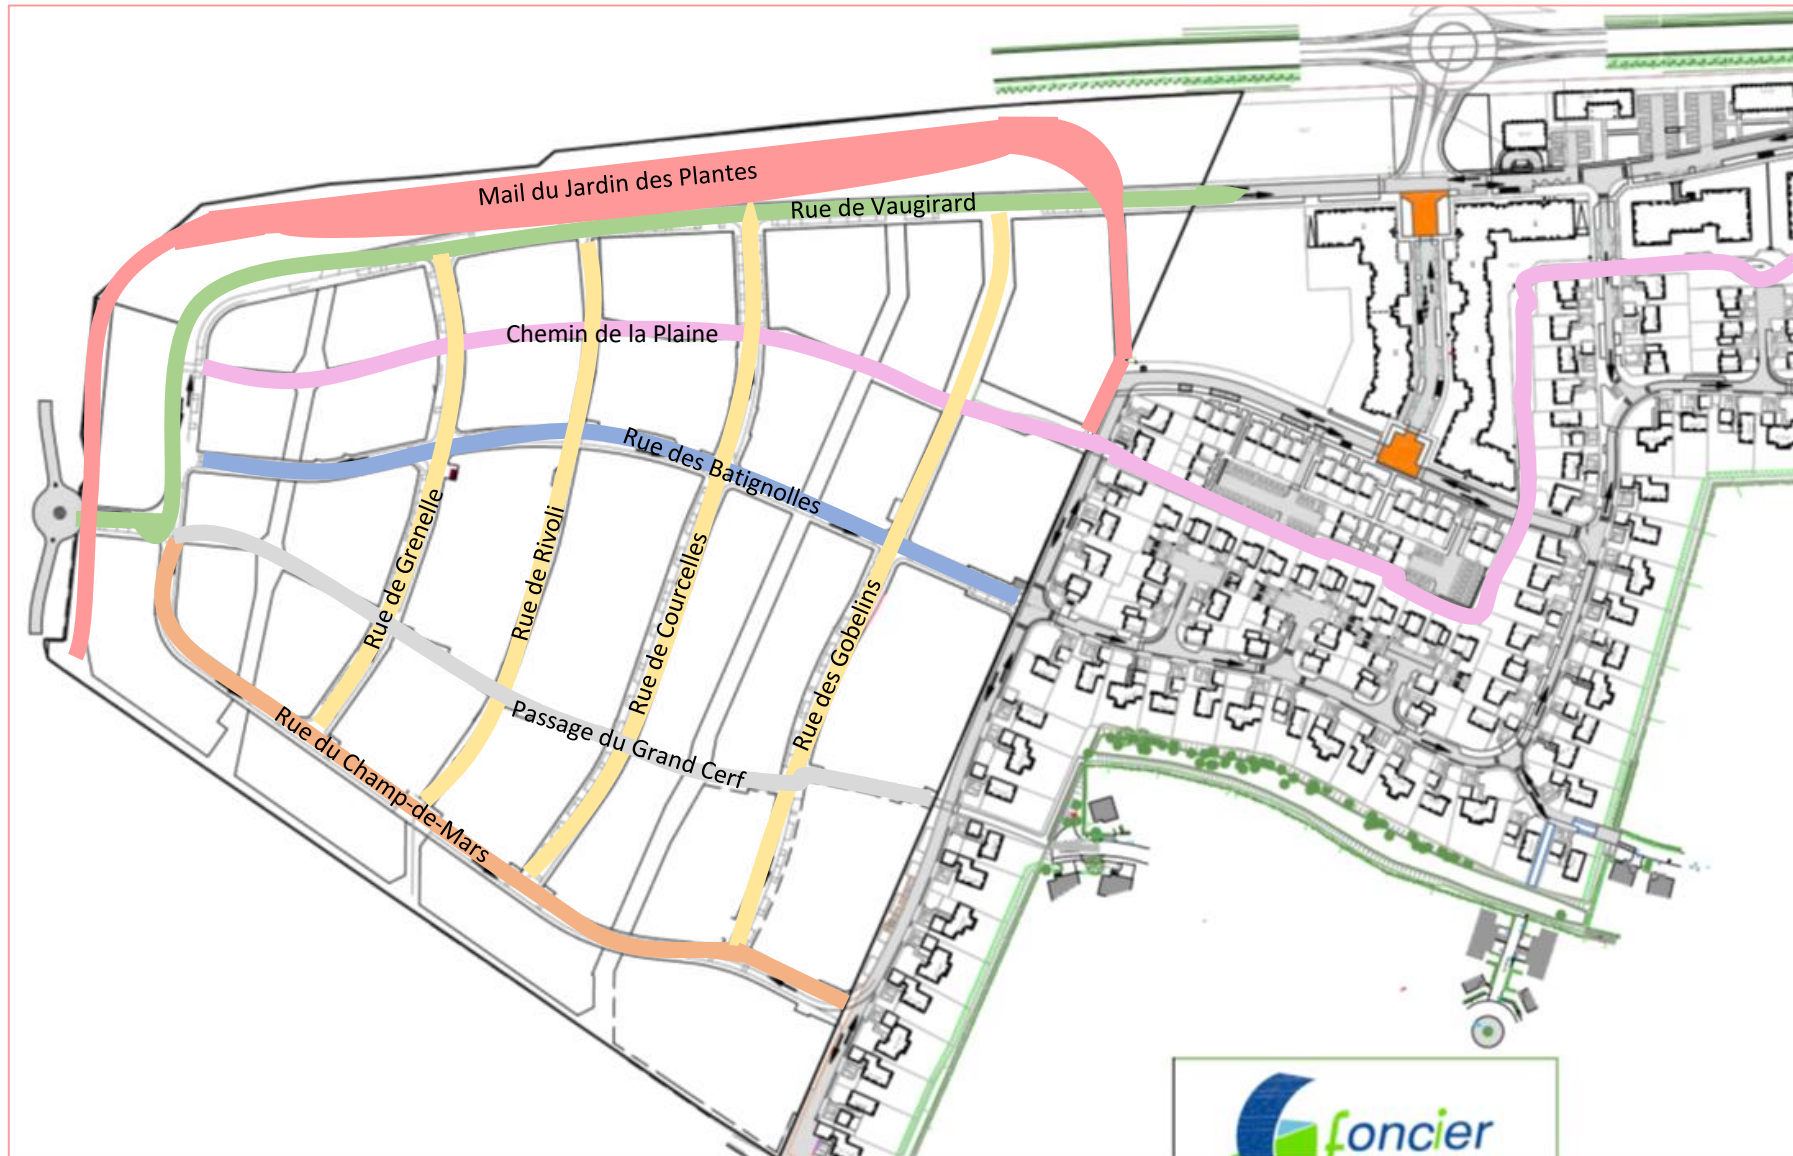 Mail du Jardin des Plantes
Rue de Vaugirard
Chemin de la Plaine
Rue des Batignolles
Rue de Grenelle
Rue de Rivoli
Rue de Courcelles
Rue des Gobelins
Passage du Grand Cerf
Rue du Champ-de-Mars
foncier